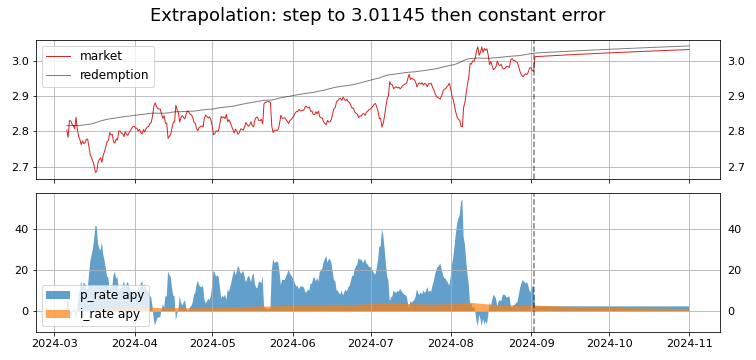 Extrapolation: step to 3.01145 then constant error
market
redemption
3.0
2.9
2.8
2.7
3.0
2.9
2.8
2.7
40
20
0
40
20
0
p_rate apy
i_rate apy
2024-03 2024-04 2024-05 2024-06 2024-07 2024-08 2024-09 2024-10 2024-11